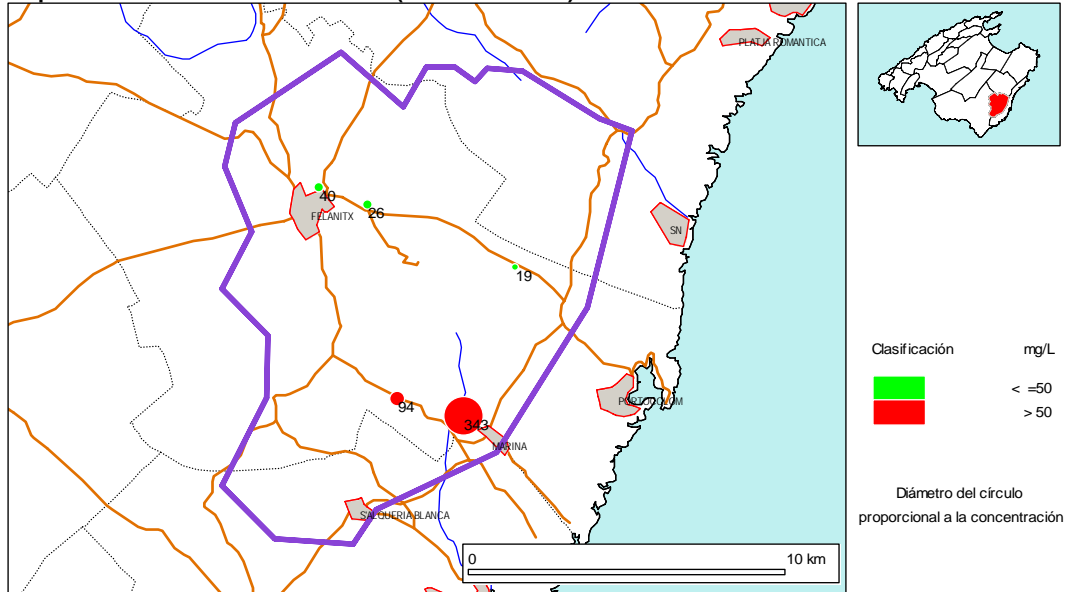 PLATJA ROMANTICA
40
FELANITX
26
SN
19
94
343
PORTOCOLOM
MARINA
S'ALQUERIA BLANCA
0
10 km
Clasificación mg/L
< =50
> 50
Diámetro del círculo
proporcional a la concentración